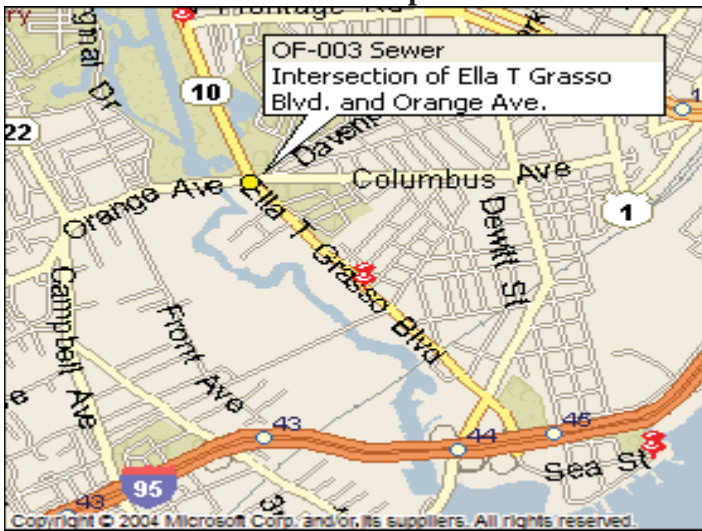 Frontage
OF-003 Sewer
Intersection of Ella T Grasso
Blvd. and Orange Ave.
10
22
Columbus Ave
Orange Ave
Ella T Grasso Blvd
1
Dewitt St
Campbell Ave
Front Ave
43
44
45
Sea St
95
43
Copyright © 2004 Microsoft Corp. and/or its suppliers. All rights reserved.